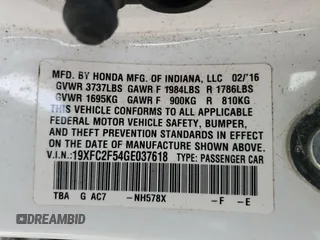 MFD. BY HONDA MFG. OF INDIANA, LLC 02/'16
GVWR 3737LBS GAWR F 1984LBS R 1786LBS
GVWR 1695KG GAWR F 900KG R 810KG
THIS VEHICLE CONFORMS TO ALL APPLICABLE
FEDERAL MOTOR VEHICLE SAFETY, BUMPER,
AND THEFT PREVENTION STANDARDS IN EFFECT
ON THE DATE OF MANUFACTURE SHOWN ABOVE.
V.I.N.: 19XFC2F54GE037618 TYPE: PASSENGER CAR
TBA G AC7 -NH578X -F -E
DREAMBID
DREAMBID.COM